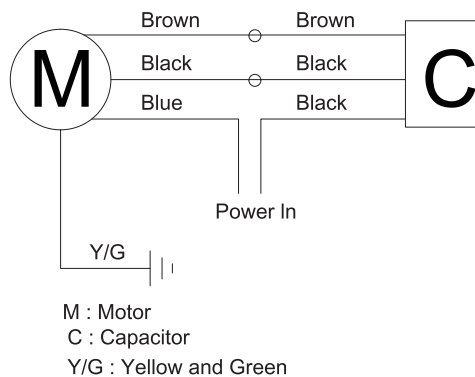 Brown Brown
M Black Black C
Blue Black
Power In
Y/G
M : Motor
C : Capacitor
Y/G : Yellow and Green